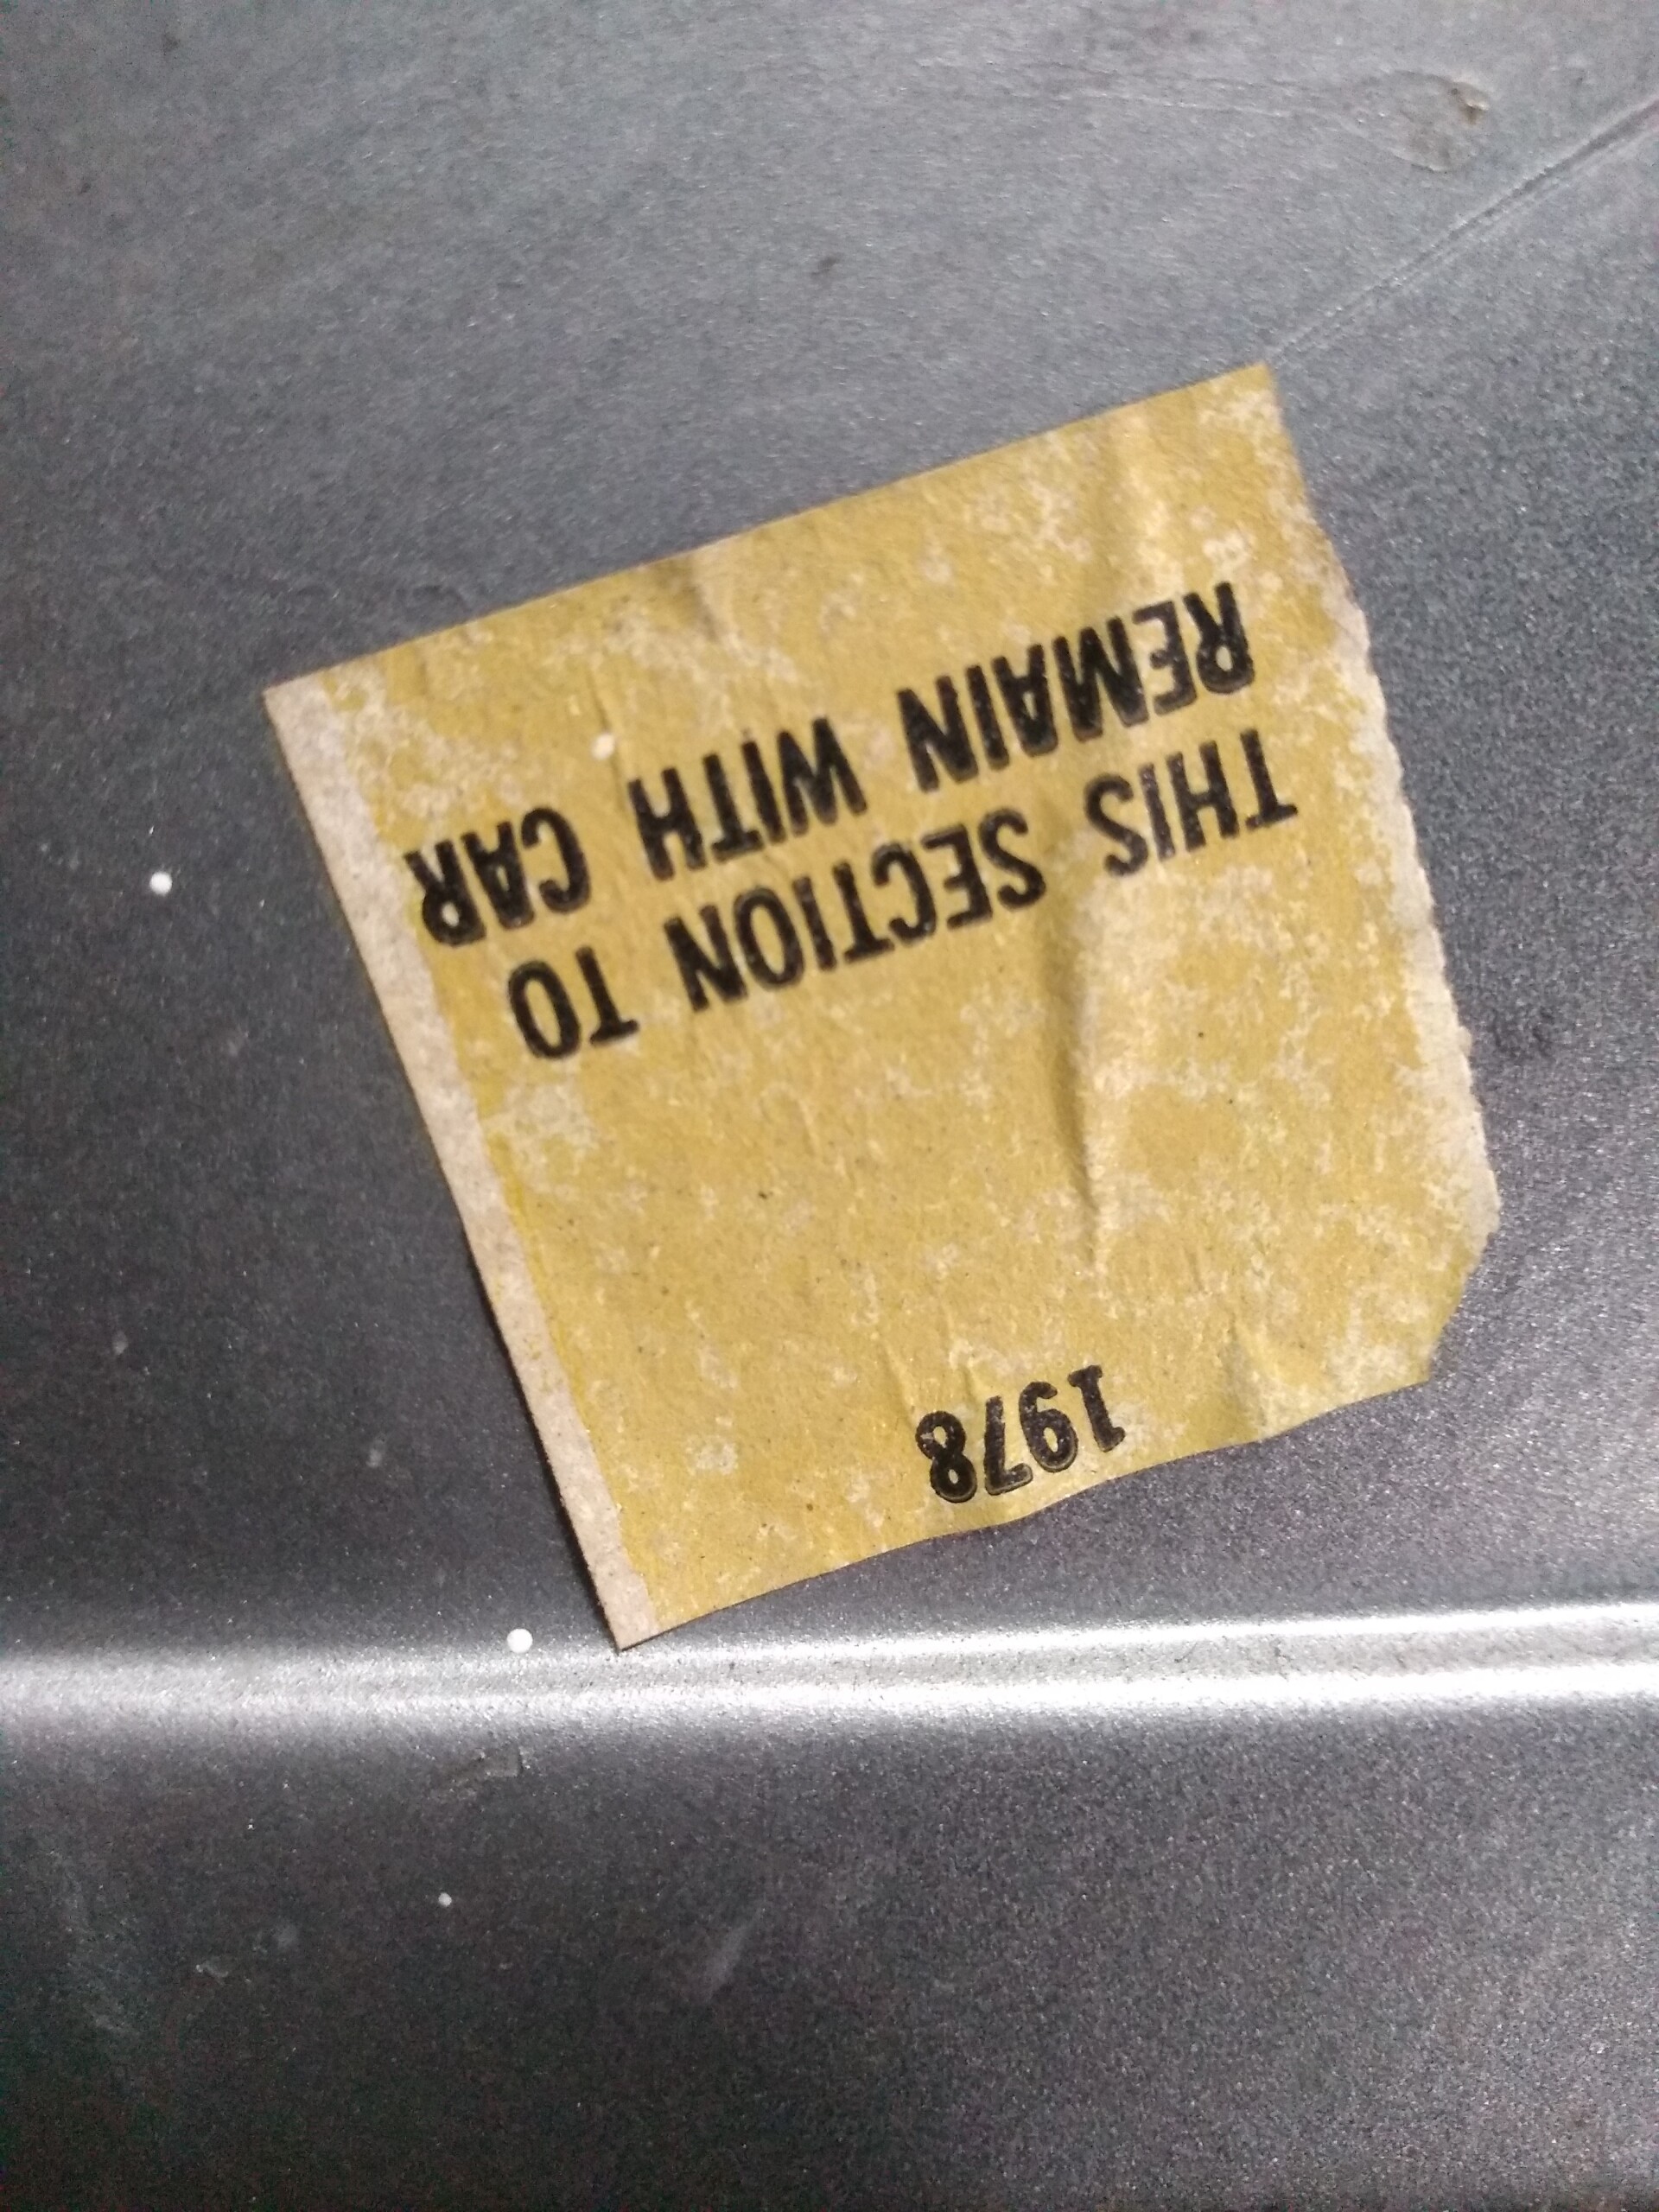 1978
THIS SECTION TO
REMAIN WITH CAR